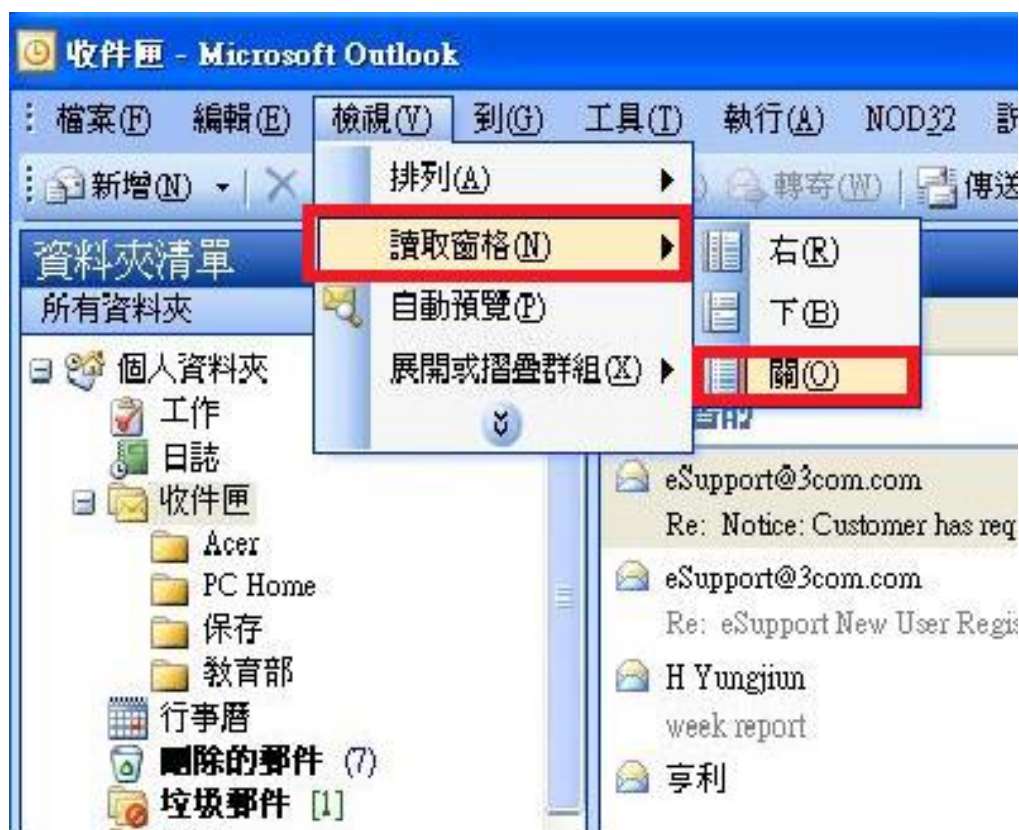 收件匣 - Microsoft Outlook
檔案(F) 編輯(E) 檢視(V) 到(G) 工具(T) 執行(A) NOD32
新增(N) 轉寄(W) 傳送
排列(A)
讀取窗格(N)
自動預覽(P)
展開或摺疊群組(X)
右(R)
下(B)
關(O)
資料夾清單
所有資料夾
個人資料夾
工作
日誌
收件匣
Acer
PC Home
保存
教育部
行事曆
刪除的郵件 (7)
垃圾郵件 [1]
eSupport@3com.com
Re: Notice: Customer has req
eSupport@3com.com
Re: eSupport New User Regis
H Yungjiun
week report
亨利